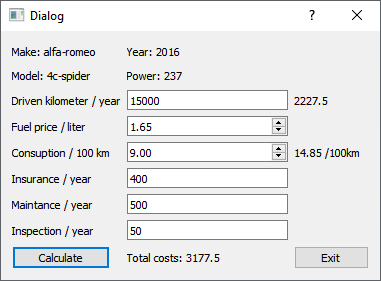 Dialog
Make: alfa-romeo Year: 2016
Model: 4c-spider Power: 237
Driven kilometer / year 15000 2227.5
Fuel price / liter 1.65
Consuption / 100 km 9.00 14.85 /100km
Insurance / year 400
Maintance / year 500
Inspection / year 50
Calculate Total costs: 3177.5 Exit